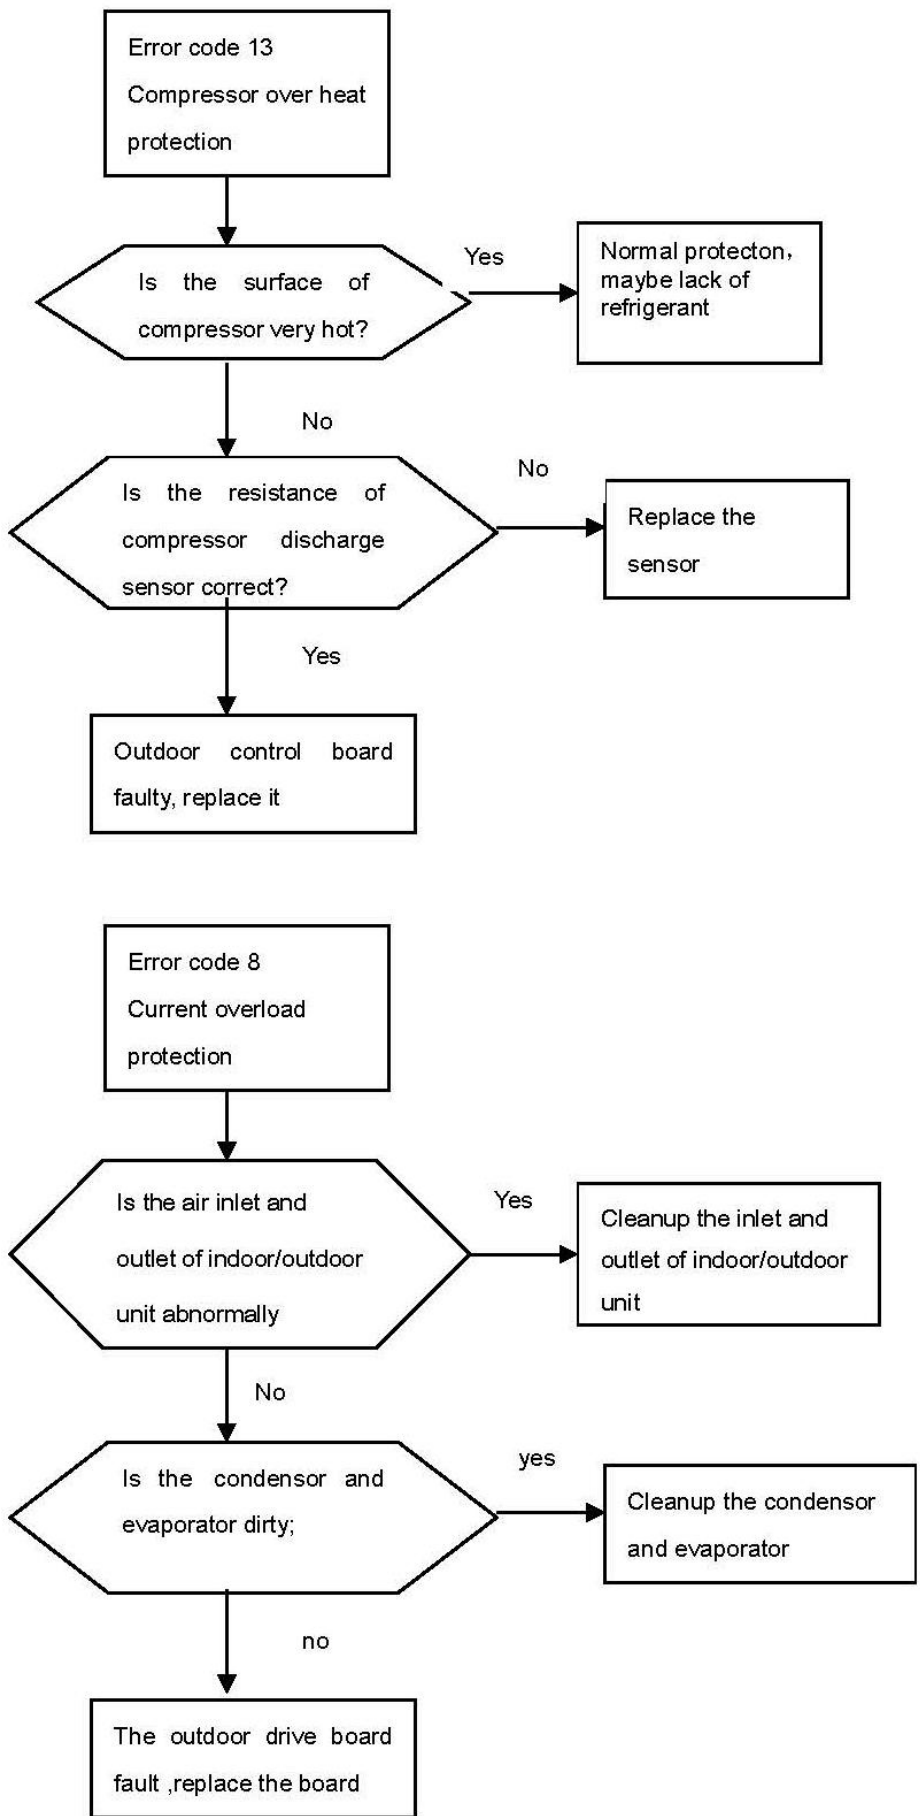 Error code 13
Compressor over heat
protection
Is the surface of
compressor very hot?
Yes
Normal protecton,
maybe lack of
refrigerant
No
Is the resistance of
compressor discharge
sensor correct?
No
Replace the
sensor
Yes
Outdoor control board
faulty, replace it
Error code 8
Current overload
protection
Is the air inlet and
outlet of indoor/outdoor
unit abnormally
Yes
Cleanup the inlet and
outlet of indoor/outdoor
unit
No
Is the condensor and
evaporator dirty;
yes
Cleanup the condensor
and evaporator
no
The outdoor drive board
fault ,replace the board